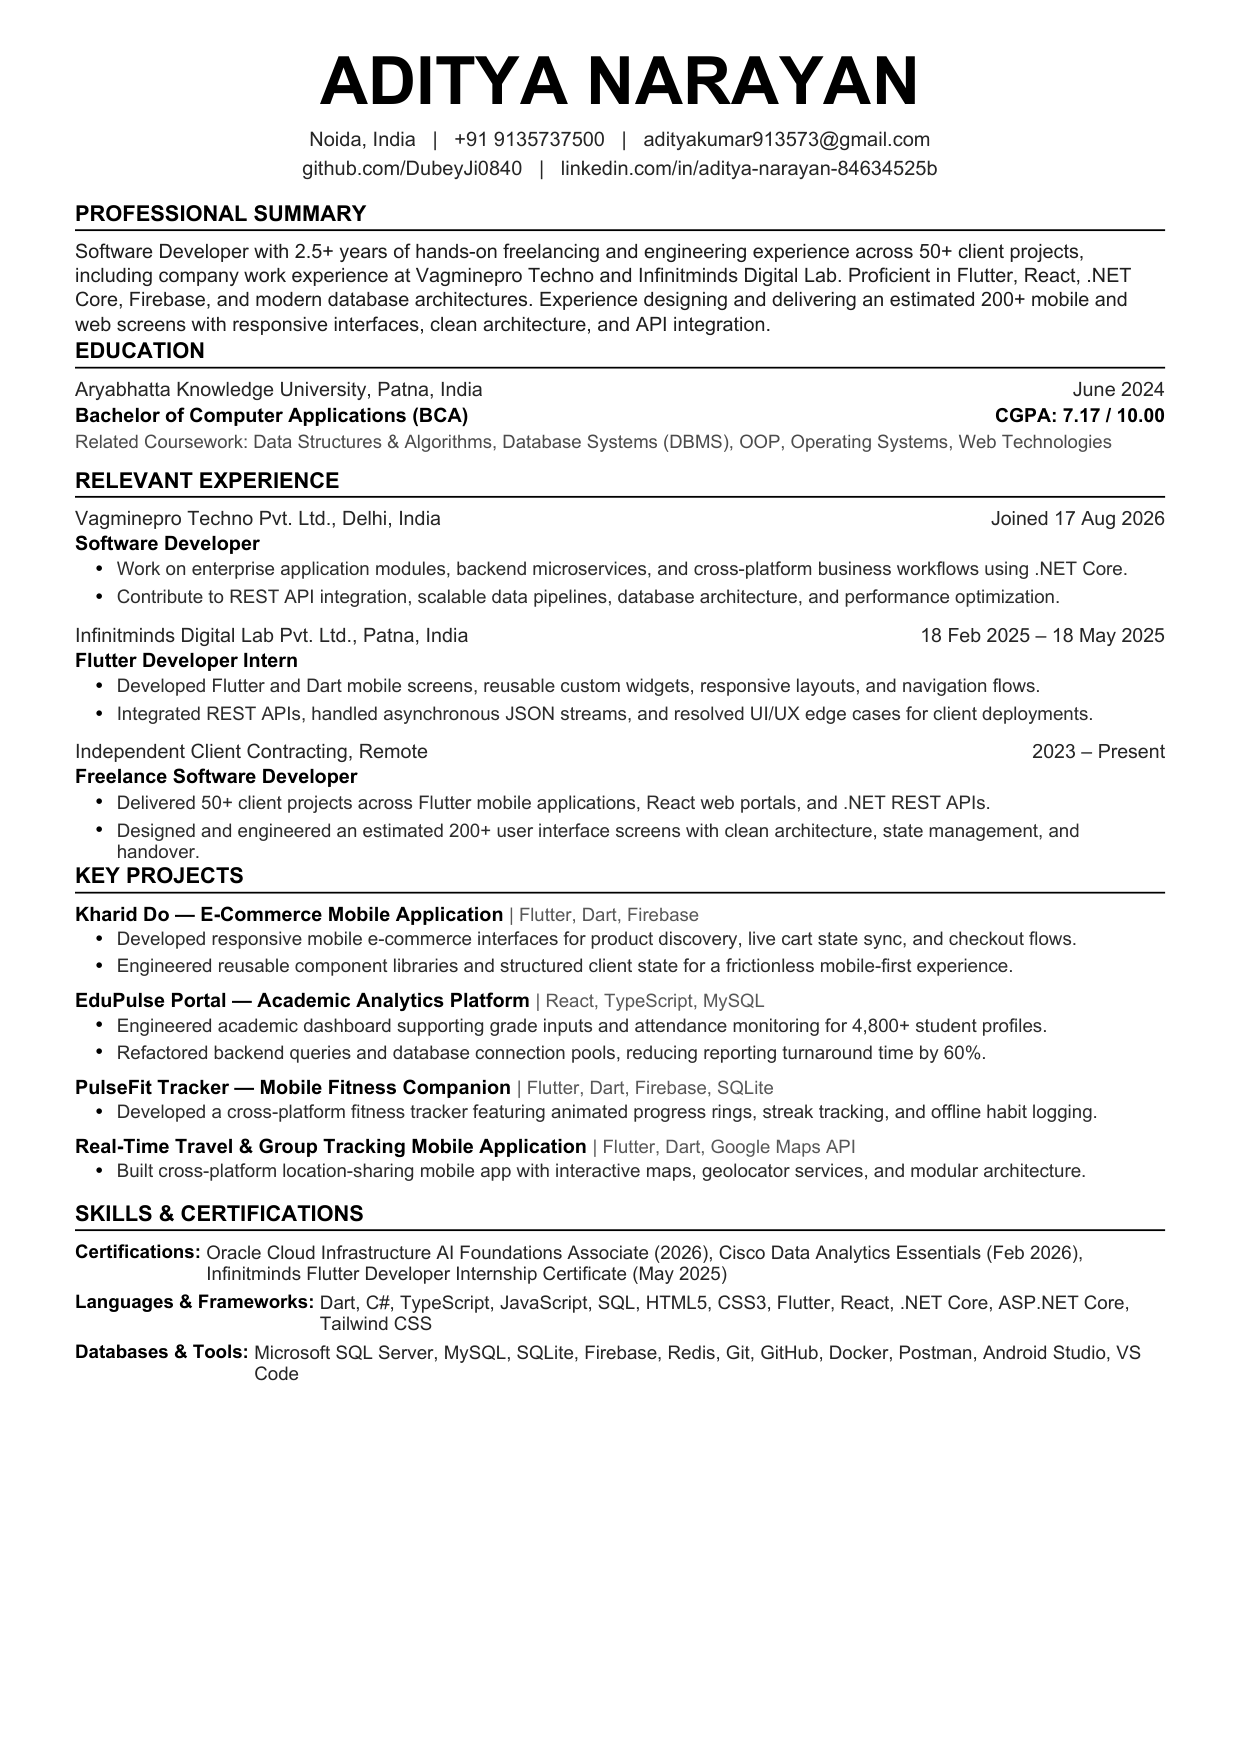 ADITYA NARAYAN
Noida, India | +91 9135737500 | adityakumar913573@gmail.com
github.com/DubeyJi0840 | linkedin.com/in/aditya-narayan-84634525b
PROFESSIONAL SUMMARY
Software Developer with 2.5+ years of hands-on freelancing and engineering experience across 50+ client projects,
including company work experience at Vagminepro Techno and Infinitminds Digital Lab. Proficient in Flutter, React, .NET
Core, Firebase, and modern database architectures. Experience designing and delivering an estimated 200+ mobile and
web screens with responsive interfaces, clean architecture, and API integration.
EDUCATION
Aryabhatta Knowledge University, Patna, India June 2024
Bachelor of Computer Applications (BCA) CGPA: 7.17 / 10.00
Related Coursework: Data Structures & Algorithms, Database Systems (DBMS), OOP, Operating Systems, Web Technologies
RELEVANT EXPERIENCE
Vagminepro Techno Pvt. Ltd., Delhi, India Joined 17 Aug 2026
Software Developer
• Work on enterprise application modules, backend microservices, and cross-platform business workflows using .NET Core.
• Contribute to REST API integration, scalable data pipelines, database architecture, and performance optimization.
Infinitminds Digital Lab Pvt. Ltd., Patna, India 18 Feb 2025 – 18 May 2025
Flutter Developer Intern
• Developed Flutter and Dart mobile screens, reusable custom widgets, responsive layouts, and navigation flows.
• Integrated REST APIs, handled asynchronous JSON streams, and resolved UI/UX edge cases for client deployments.
Independent Client Contracting, Remote 2023 – Present
Freelance Software Developer
• Delivered 50+ client projects across Flutter mobile applications, React web portals, and .NET REST APIs.
• Designed and engineered an estimated 200+ user interface screens with clean architecture, state management, and
handover.
KEY PROJECTS
Kharid Do — E-Commerce Mobile Application | Flutter, Dart, Firebase
• Developed responsive mobile e-commerce interfaces for product discovery, live cart state sync, and checkout flows.
• Engineered reusable component libraries and structured client state for a frictionless mobile-first experience.
EduPulse Portal — Academic Analytics Platform | React, TypeScript, MySQL
• Engineered academic dashboard supporting grade inputs and attendance monitoring for 4,800+ student profiles.
• Refactored backend queries and database connection pools, reducing reporting turnaround time by 60%.
PulseFit Tracker — Mobile Fitness Companion | Flutter, Dart, Firebase, SQLite
• Developed a cross-platform fitness tracker featuring animated progress rings, streak tracking, and offline habit logging.
Real-Time Travel & Group Tracking Mobile Application | Flutter, Dart, Google Maps API
• Built cross-platform location-sharing mobile app with interactive maps, geolocator services, and modular architecture.
SKILLS & CERTIFICATIONS
Certifications: Oracle Cloud Infrastructure AI Foundations Associate (2026), Cisco Data Analytics Essentials (Feb 2026),
Infinitminds Flutter Developer Internship Certificate (May 2025)
Languages & Frameworks: Dart, C#, TypeScript, JavaScript, SQL, HTML5, CSS3, Flutter, React, .NET Core, ASP.NET Core,
Tailwind CSS
Databases & Tools: Microsoft SQL Server, MySQL, SQLite, Firebase, Redis, Git, GitHub, Docker, Postman, Android Studio, VS
Code